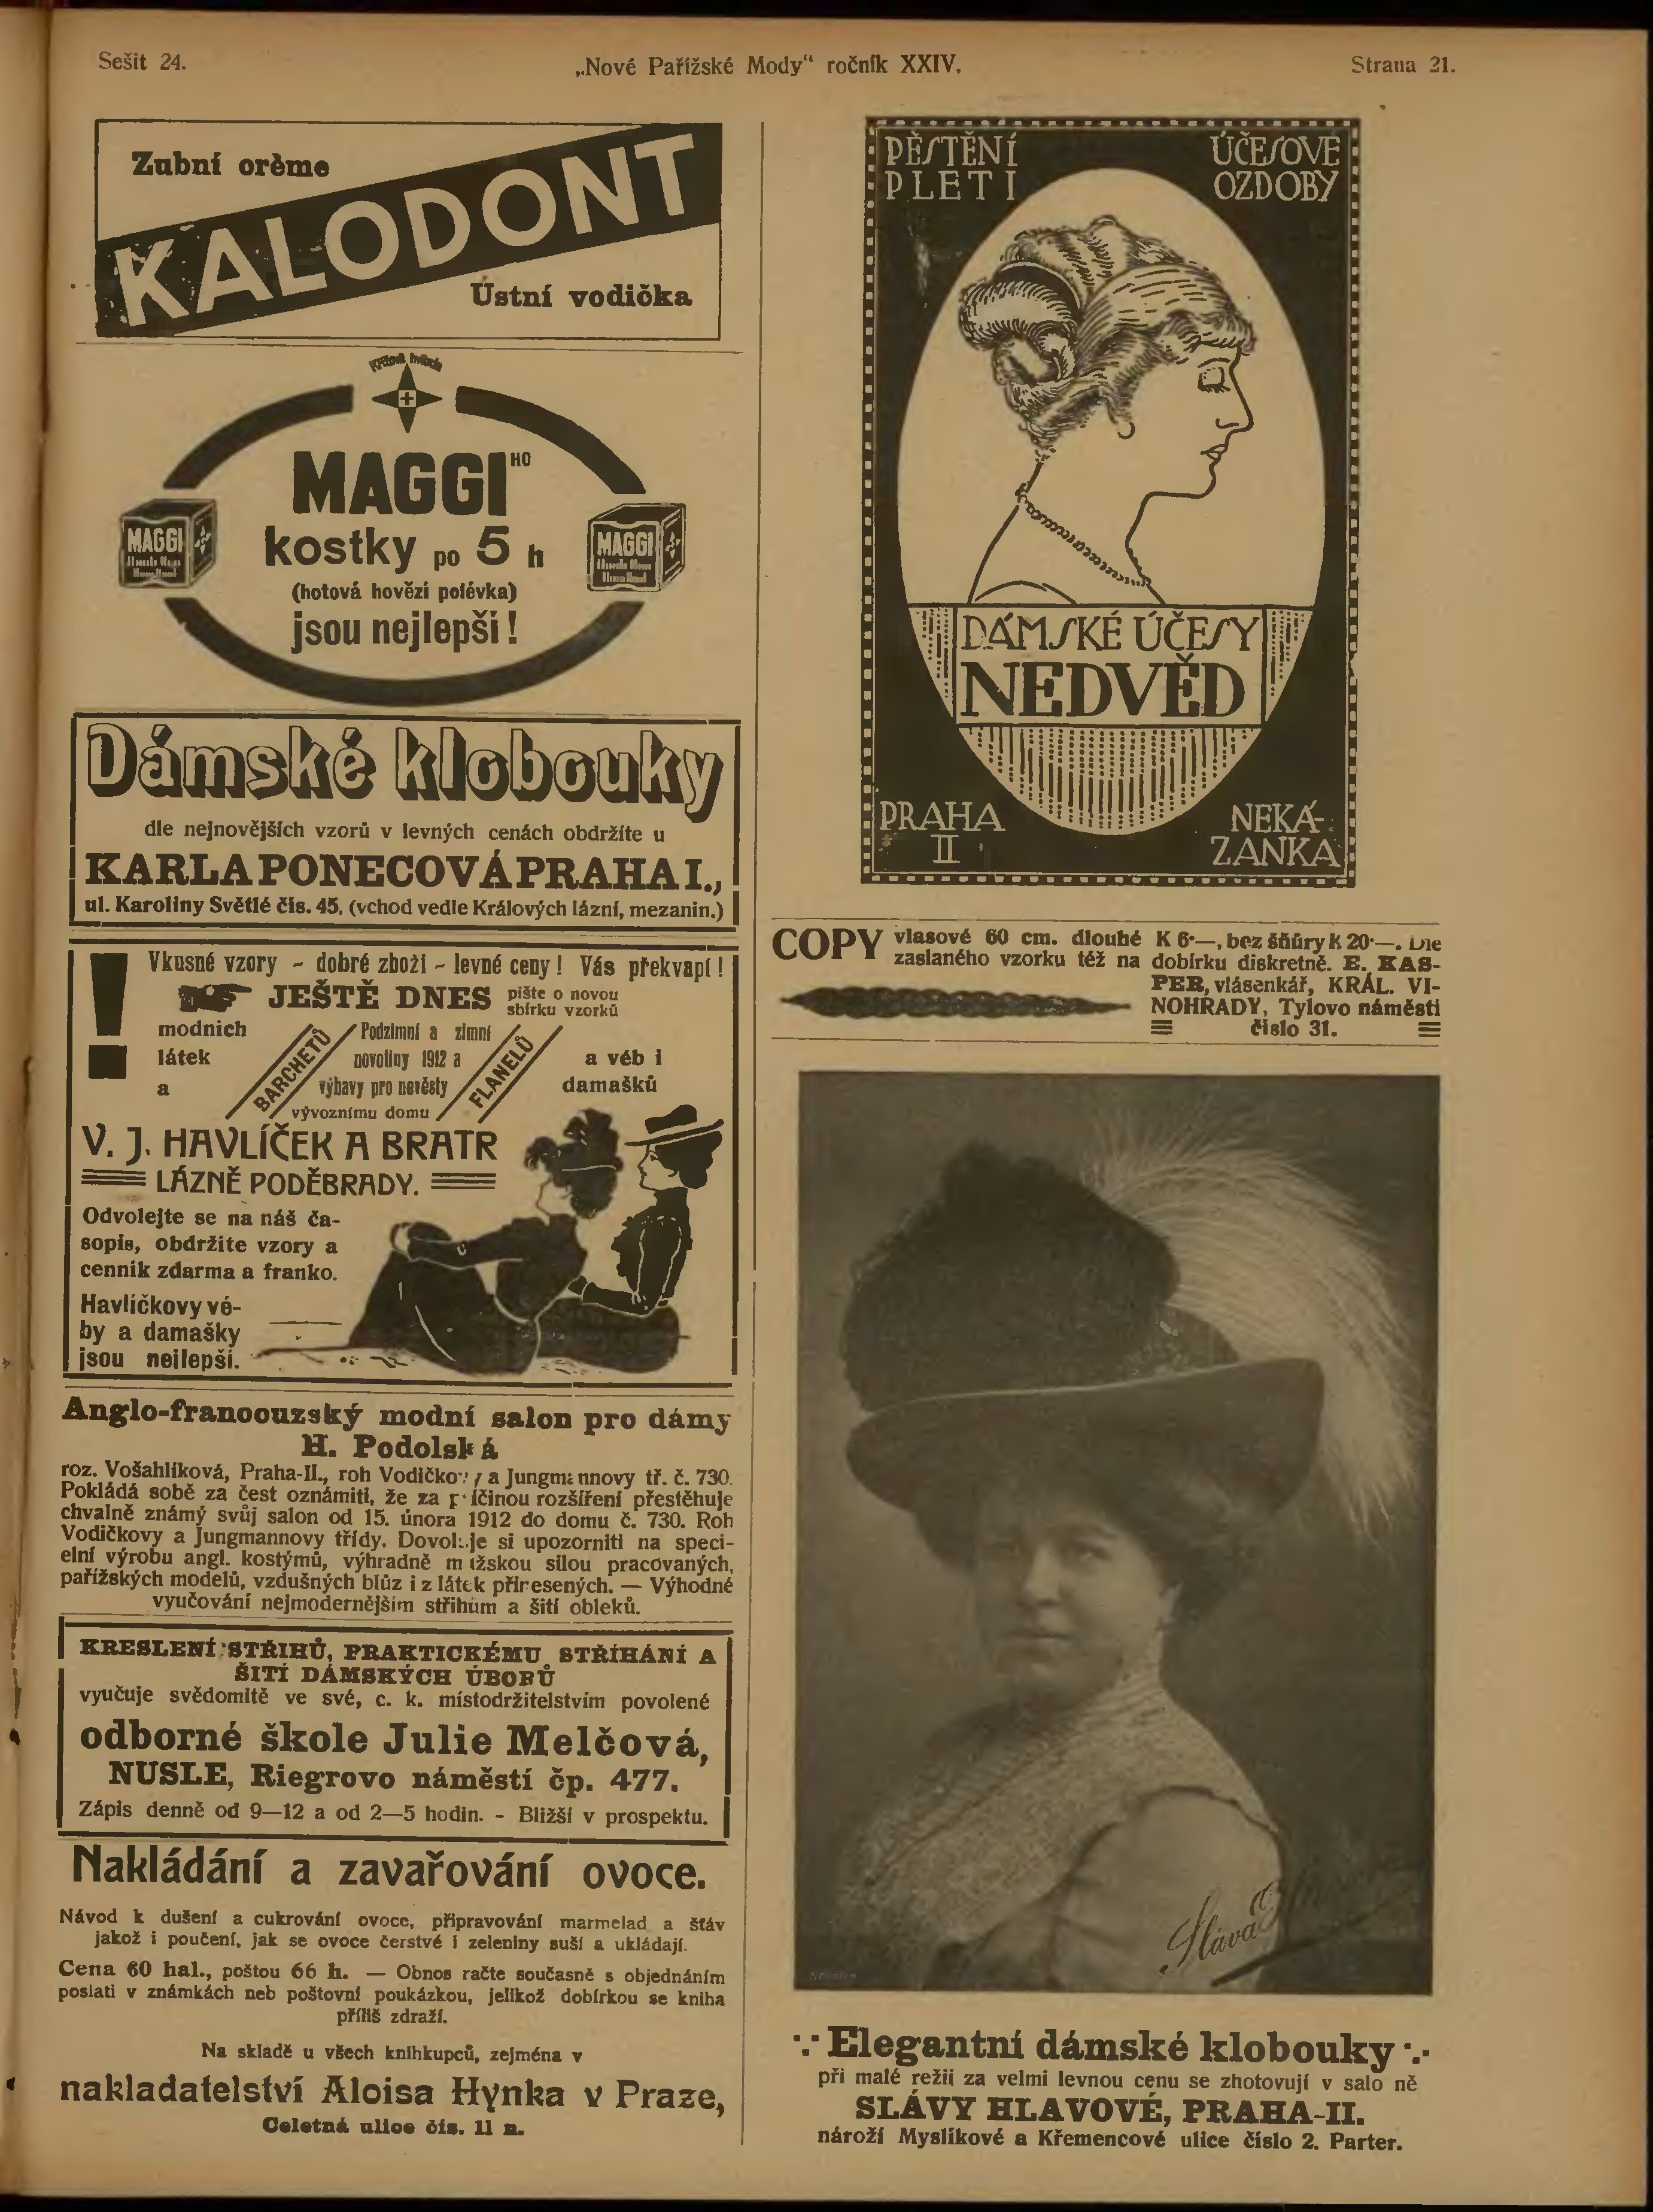 Sešit 24.
„Nové Pařížské Mody“ ročník XXIV.
Strana 21.
Zubní crème
KALODONT
Ústní vodička
Křížová hvězda
MAGGI HO
kostky po 5 h
(hotová hovězí polévka)
jsou nejlepší!
MAGGI
MAGGI
Dámské klobouky
dle nejnovějších vzorů v levných cenách obdržíte u
KARLA PONECOVÁ PRAHA I.,
ul. Karoliny Světlé čis. 45. (vchod vedle Králových lázní, mezanin.)
! Vkusné vzory - dobré zboží - levné ceny! Vás překvapí!
JEŠTĚ DNES pište o novou
sbírku vzorků
modních
látek
a
BARCHETŮ
Podzimní a zimní
novotiny 1912 a
výbavy pro nevěsty
vývoznímu domu
FLANELŮ
a véb i
damašků
V. J. HAVLÍČEK A BRATR
LÁZNĚ PODĚBRADY.
Odvolejte se na náš ča-
sopis, obdržíte vzory a
cenník zdarma a franko.
Havlíčkovy vé-
by a damašky
jsou nejlepší.
Anglo-francouzský modní salon pro dámy
H. Podolská
roz. Vošahlíková, Praha-II., roh Vodičkovy a Jungmannovy tř. č. 730.
Pokládá sobě za čest oznámiti, že za příčinou rozšíření přestěhuje
chvalně známý svůj salon od 15. února 1912 do domu č. 730. Roh
Vodičkovy a Jungmannovy třídy. Dovoluje si upozorniti na speci-
elní výrobu angl. kostýmů, výhradně mužskou silou pracovaných,
pařížských modelů, vzdušných blůz i z látek přinesených. — Výhodné
vyučování nejmodernějším střihům a šití obleků.
KRESLENÍ STŘIHŮ, PRAKTICKÉMU STŘÍHÁNÍ A
ŠITÍ DÁMSKÝCH ÚBORŮ
vyučuje svědomitě ve své, c. k. místodržitelstvím povolené
odborné škole Julie Melčová,
NUSLE, Riegrovo náměstí čp. 477.
Zápis denně od 9—12 a od 2—5 hodin. - Bližší v prospektu.
Nakládání a zavařování ovoce.
Návod k dušení a cukrování ovoce, připravování marmelad a šťáv
jakož i poučení, jak se ovoce čerstvé i zeleniny suší a ukládají.
Cena 60 hal., poštou 66 h. — Obnos račte současně s objednáním
poslati v známkách neb poštovní poukázkou, jelikož dobírkou se kniha
příliš zdraží.
Na skladě u všech knihkupců, zejména v
nakladatelství Aloisa Hynka v Praze,
Celetná ulice čís. 11 n.
PĚSTĚNÍ
PLETI
ÚČESOVÉ
OZDOBY
DÁMSKÉ ÚČESY
NEDVĚD
PRAHA
II
NEKÁ-
ZANKA
COPY vlasové 60 cm. dlouhé K 6·—, bez šňůry K 20·—. Dle
zaslaného vzorku též na dobírku diskretně. E. KAS-
PER, vlásenkář, KRÁL. VI-
NOHRADY, Tylovo náměstí
číslo 31.
Sláva
Elegantní dámské klobouky
při malé režii za velmi levnou cenu se zhotovují v salo ně
SLÁVY HLAVOVÉ, PRAHA-II.
nároží Myslikové a Křemencové ulice číslo 2. Parter.